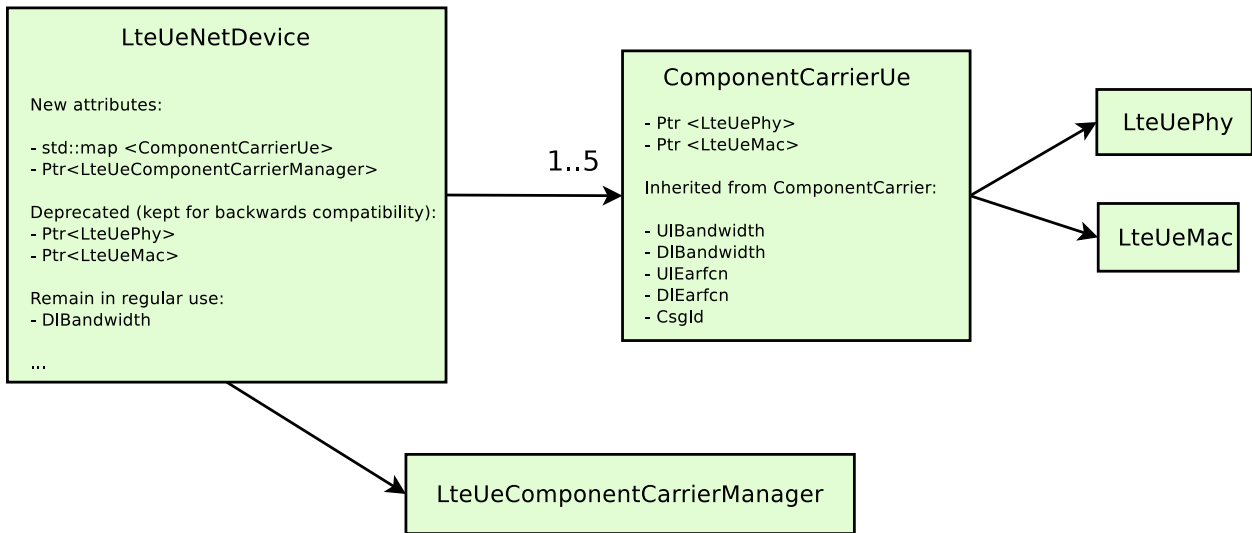 LteUeNetDevice
New attributes:
- std::map <ComponentCarrierUe>
- Ptr<LteUeComponentCarrierManager>
Deprecated (kept for backwards compatibility):
- Ptr<LteUePhy>
- Ptr<LteUeMac>
Remain in regular use:
- DlBandwidth
...
1..5
ComponentCarrierUe
- Ptr <LteUePhy>
- Ptr <LteUeMac>
Inherited from ComponentCarrier:
- UlBandwidth
- DlBandwidth
- UlEarfcn
- DlEarfcn
- CsgId
LteUePhy
LteUeMac
LteUeComponentCarrierManager